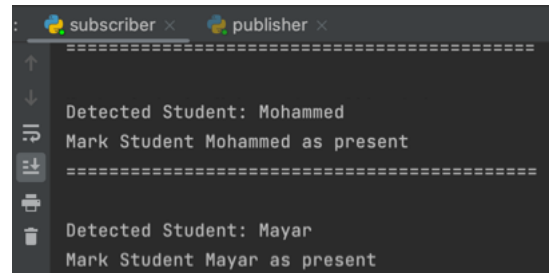 : subscriber × publisher ×
============================================
Detected Student: Mohammed
Mark Student Mohammed as present
============================================
Detected Student: Mayar
Mark Student Mayar as present